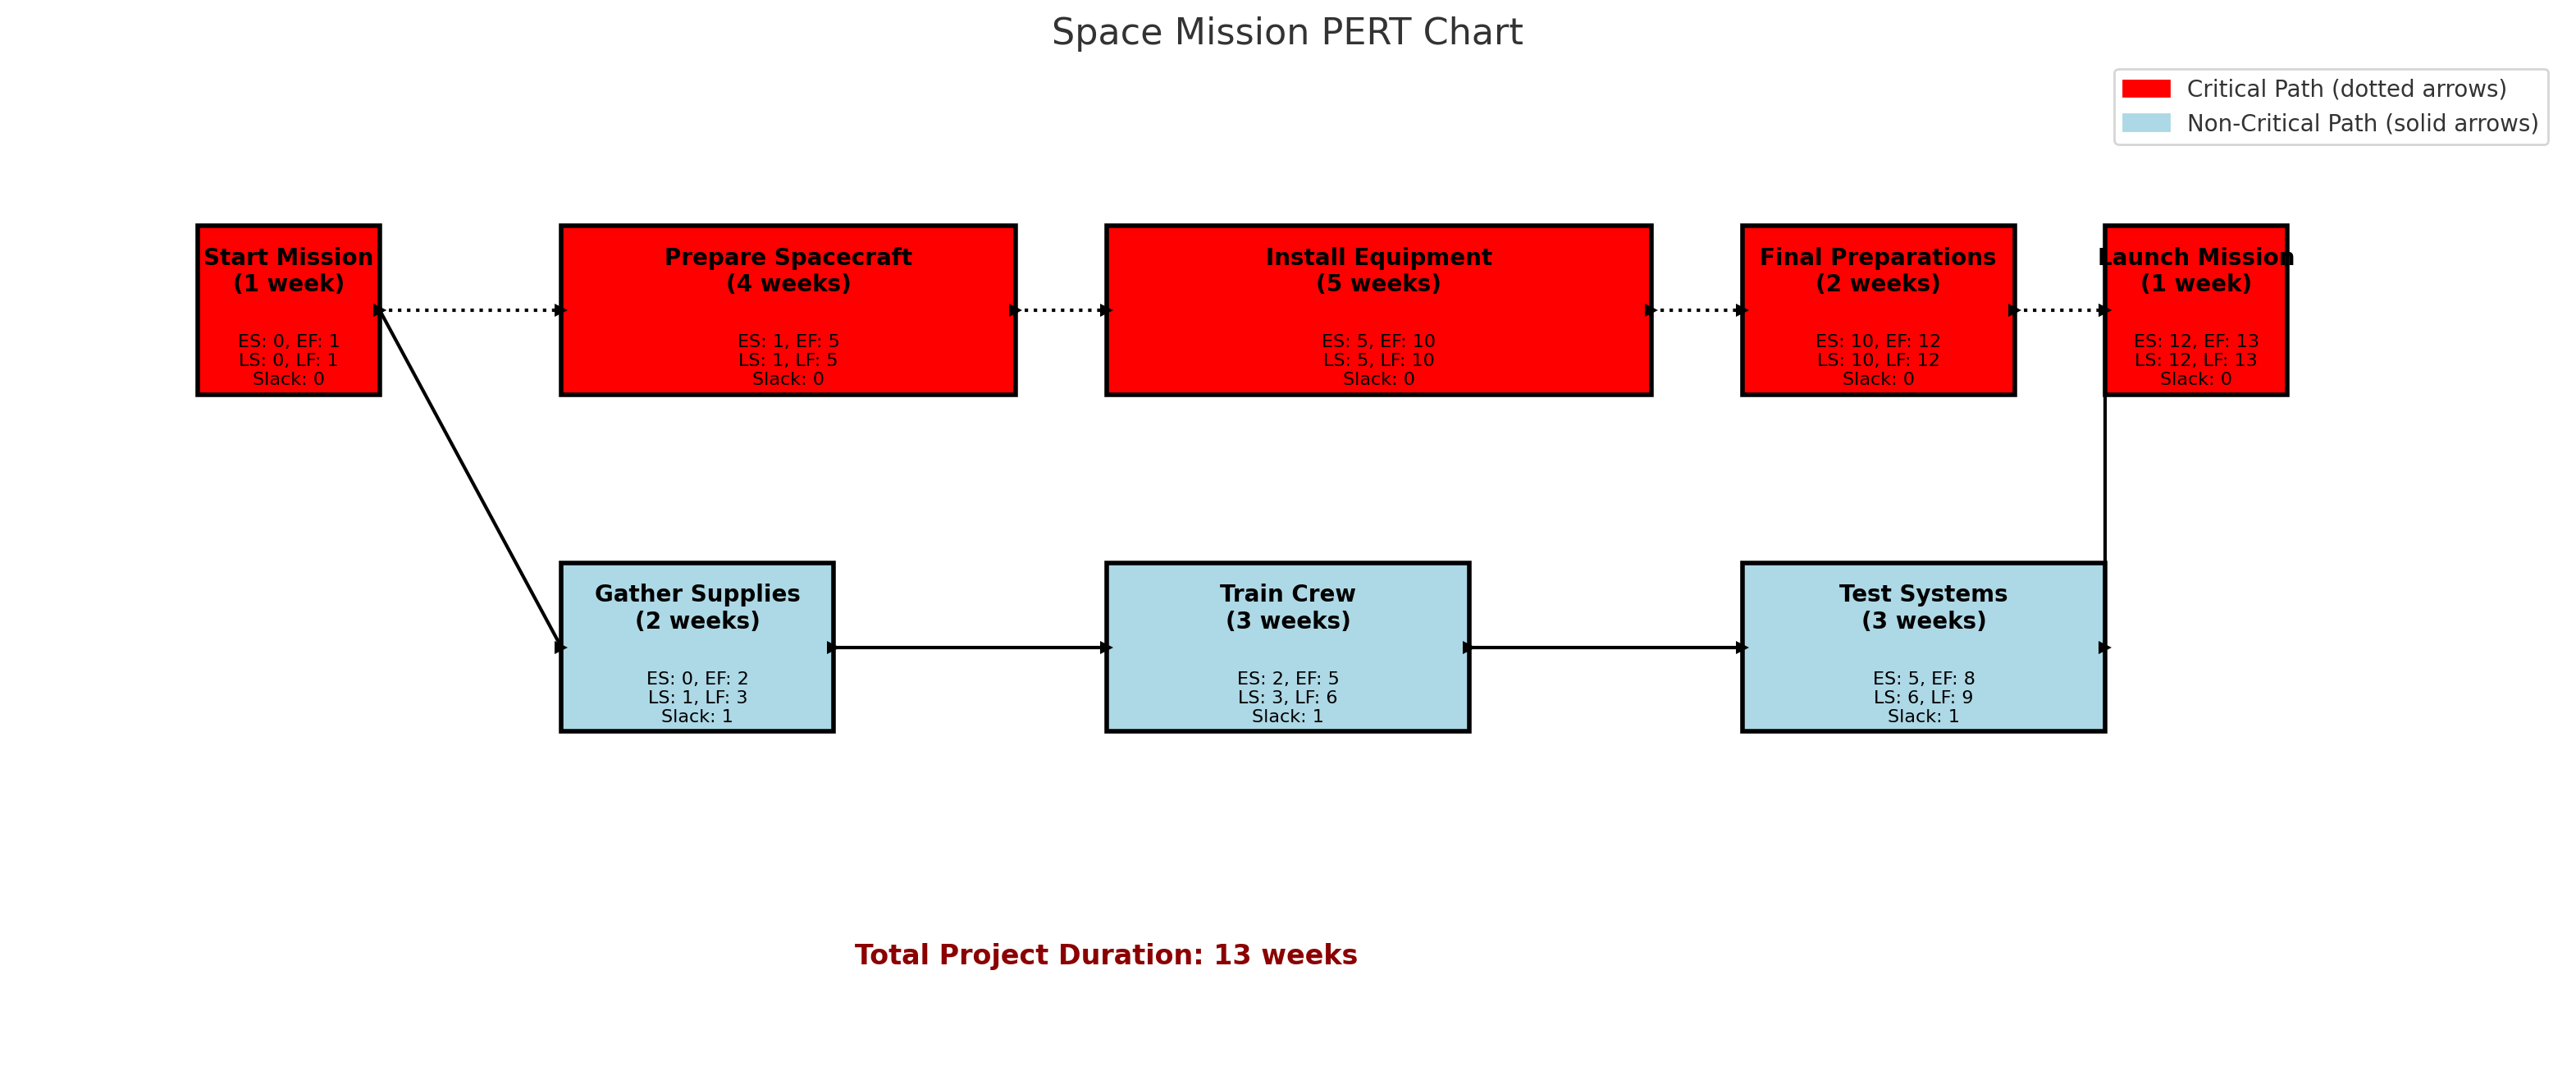 Space Mission PERT Chart
Critical Path (dotted arrows)
Non-Critical Path (solid arrows)
Start Mission
(1 week)
ES: 0, EF: 1
LS: 0, LF: 1
Slack: 0
Prepare Spacecraft
(4 weeks)
ES: 1, EF: 5
LS: 1, LF: 5
Slack: 0
Install Equipment
(5 weeks)
ES: 5, EF: 10
LS: 5, LF: 10
Slack: 0
Final Preparations
(2 weeks)
ES: 10, EF: 12
LS: 10, LF: 12
Slack: 0
Launch Mission
(1 week)
ES: 12, EF: 13
LS: 12, LF: 13
Slack: 0
Gather Supplies
(2 weeks)
ES: 0, EF: 2
LS: 1, LF: 3
Slack: 1
Train Crew
(3 weeks)
ES: 2, EF: 5
LS: 3, LF: 6
Slack: 1
Test Systems
(3 weeks)
ES: 5, EF: 8
LS: 6, LF: 9
Slack: 1
Total Project Duration: 13 weeks